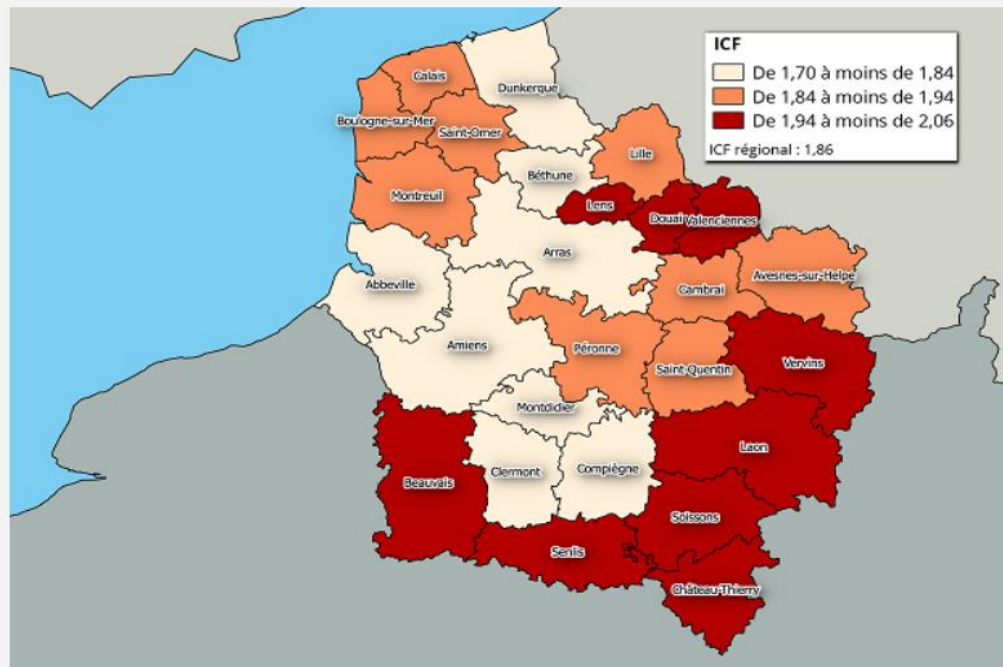 ICF
De 1,70 à moins de 1,84
De 1,84 à moins de 1,94
De 1,94 à moins de 2,06
ICF régional : 1,86
Calais
Dunkerque
Boulogne-sur-Mer
Saint-Omer
Lille
Béthune
Montreuil
Lens
Douai
Valenciennes
Arras
Avesnes-sur-Helpe
Abbeville
Cambrai
Amiens
Péronne
Saint-Quentin
Vervins
Montdidier
Laon
Clermont
Compiègne
Beauvais
Soissons
Senlis
Château-Thierry